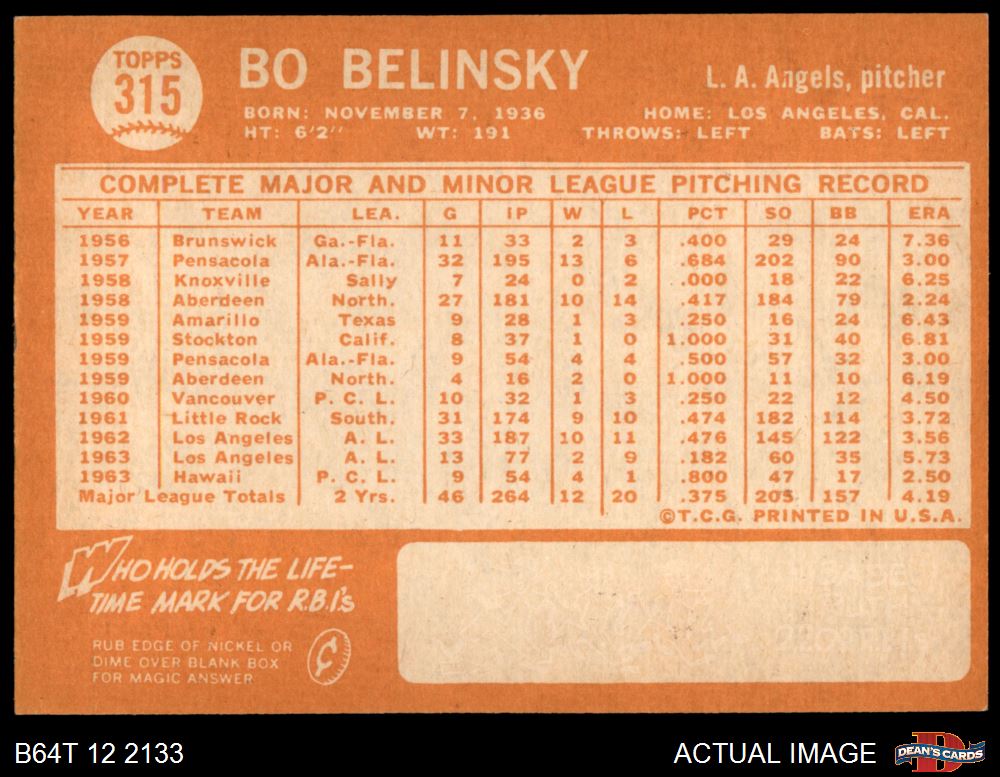 TOPPS
315
BO BELINSKY
L. A. Angels, pitcher
BORN: NOVEMBER 7, 1936 HOME: LOS ANGELES, CAL.
HT: 6'2" WT: 191 THROWS: LEFT BATS: LEFT
COMPLETE MAJOR AND MINOR LEAGUE PITCHING RECORD
YEAR TEAM LEA. G IP W L PCT SO BB ERA
1956 Brunswick Ga.-Fla. 11 33 2 3 .400 29 24 7.36
1957 Pensacola Ala.-Fla. 32 195 13 6 .684 202 90 3.00
1958 Knoxville Sally 7 24 0 2 .000 18 22 6.25
1958 Aberdeen North. 27 181 10 14 .417 184 79 2.24
1959 Amarillo Texas 9 28 1 3 .250 16 24 6.43
1959 Stockton Calif. 8 37 1 0 1.000 31 40 6.81
1959 Pensacola Ala.-Fla. 9 54 4 4 .500 57 32 3.00
1959 Aberdeen North. 4 16 2 0 1.000 11 10 6.19
1960 Vancouver P. C. L. 10 32 1 3 .250 22 12 4.50
1961 Little Rock South. 31 174 9 10 .474 182 114 3.72
1962 Los Angeles A. L. 33 187 10 11 .476 145 122 3.56
1963 Los Angeles A. L. 13 77 2 9 .182 60 35 5.73
1963 Hawaii P. C. L. 9 54 4 1 .800 47 17 2.50
Major League Totals 2 Yrs. 46 264 12 20 .375 205 157 4.19
©T.C.G. PRINTED IN U.S.A.
WHO HOLDS THE LIFE-
TIME MARK FOR R.B.I's
RUB EDGE OF NICKEL OR
DIME OVER BLANK BOX
FOR MAGIC ANSWER
¢
B64T 12 2133
ACTUAL IMAGE
DEAN'S CARDS